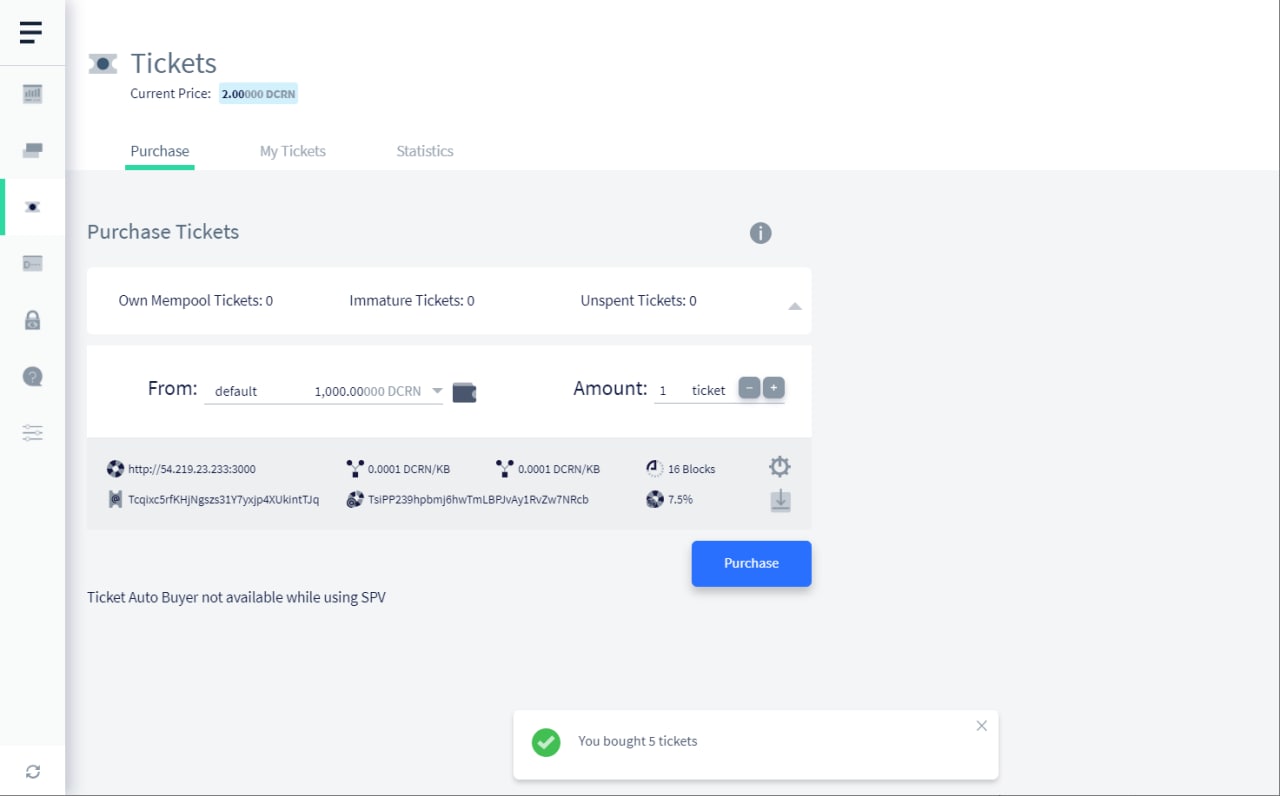 Tickets
Current Price: 2.00000 DCRN
Purchase My Tickets Statistics
Purchase Tickets
Own Mempool Tickets: 0 Immature Tickets: 0 Unspent Tickets: 0
From: default 1,000.00000 DCRN Amount: 1 ticket
http://54.219.23.233:3000 0.0001 DCRN/KB 0.0001 DCRN/KB 16 Blocks
Tcqixc5rfKHjNgszs31Y7yxjp4XUkintTJq TsiPP239hpbmj6hwTmLBPJvAy1RvZw7NRcb 7.5%
Purchase
Ticket Auto Buyer not available while using SPV
You bought 5 tickets